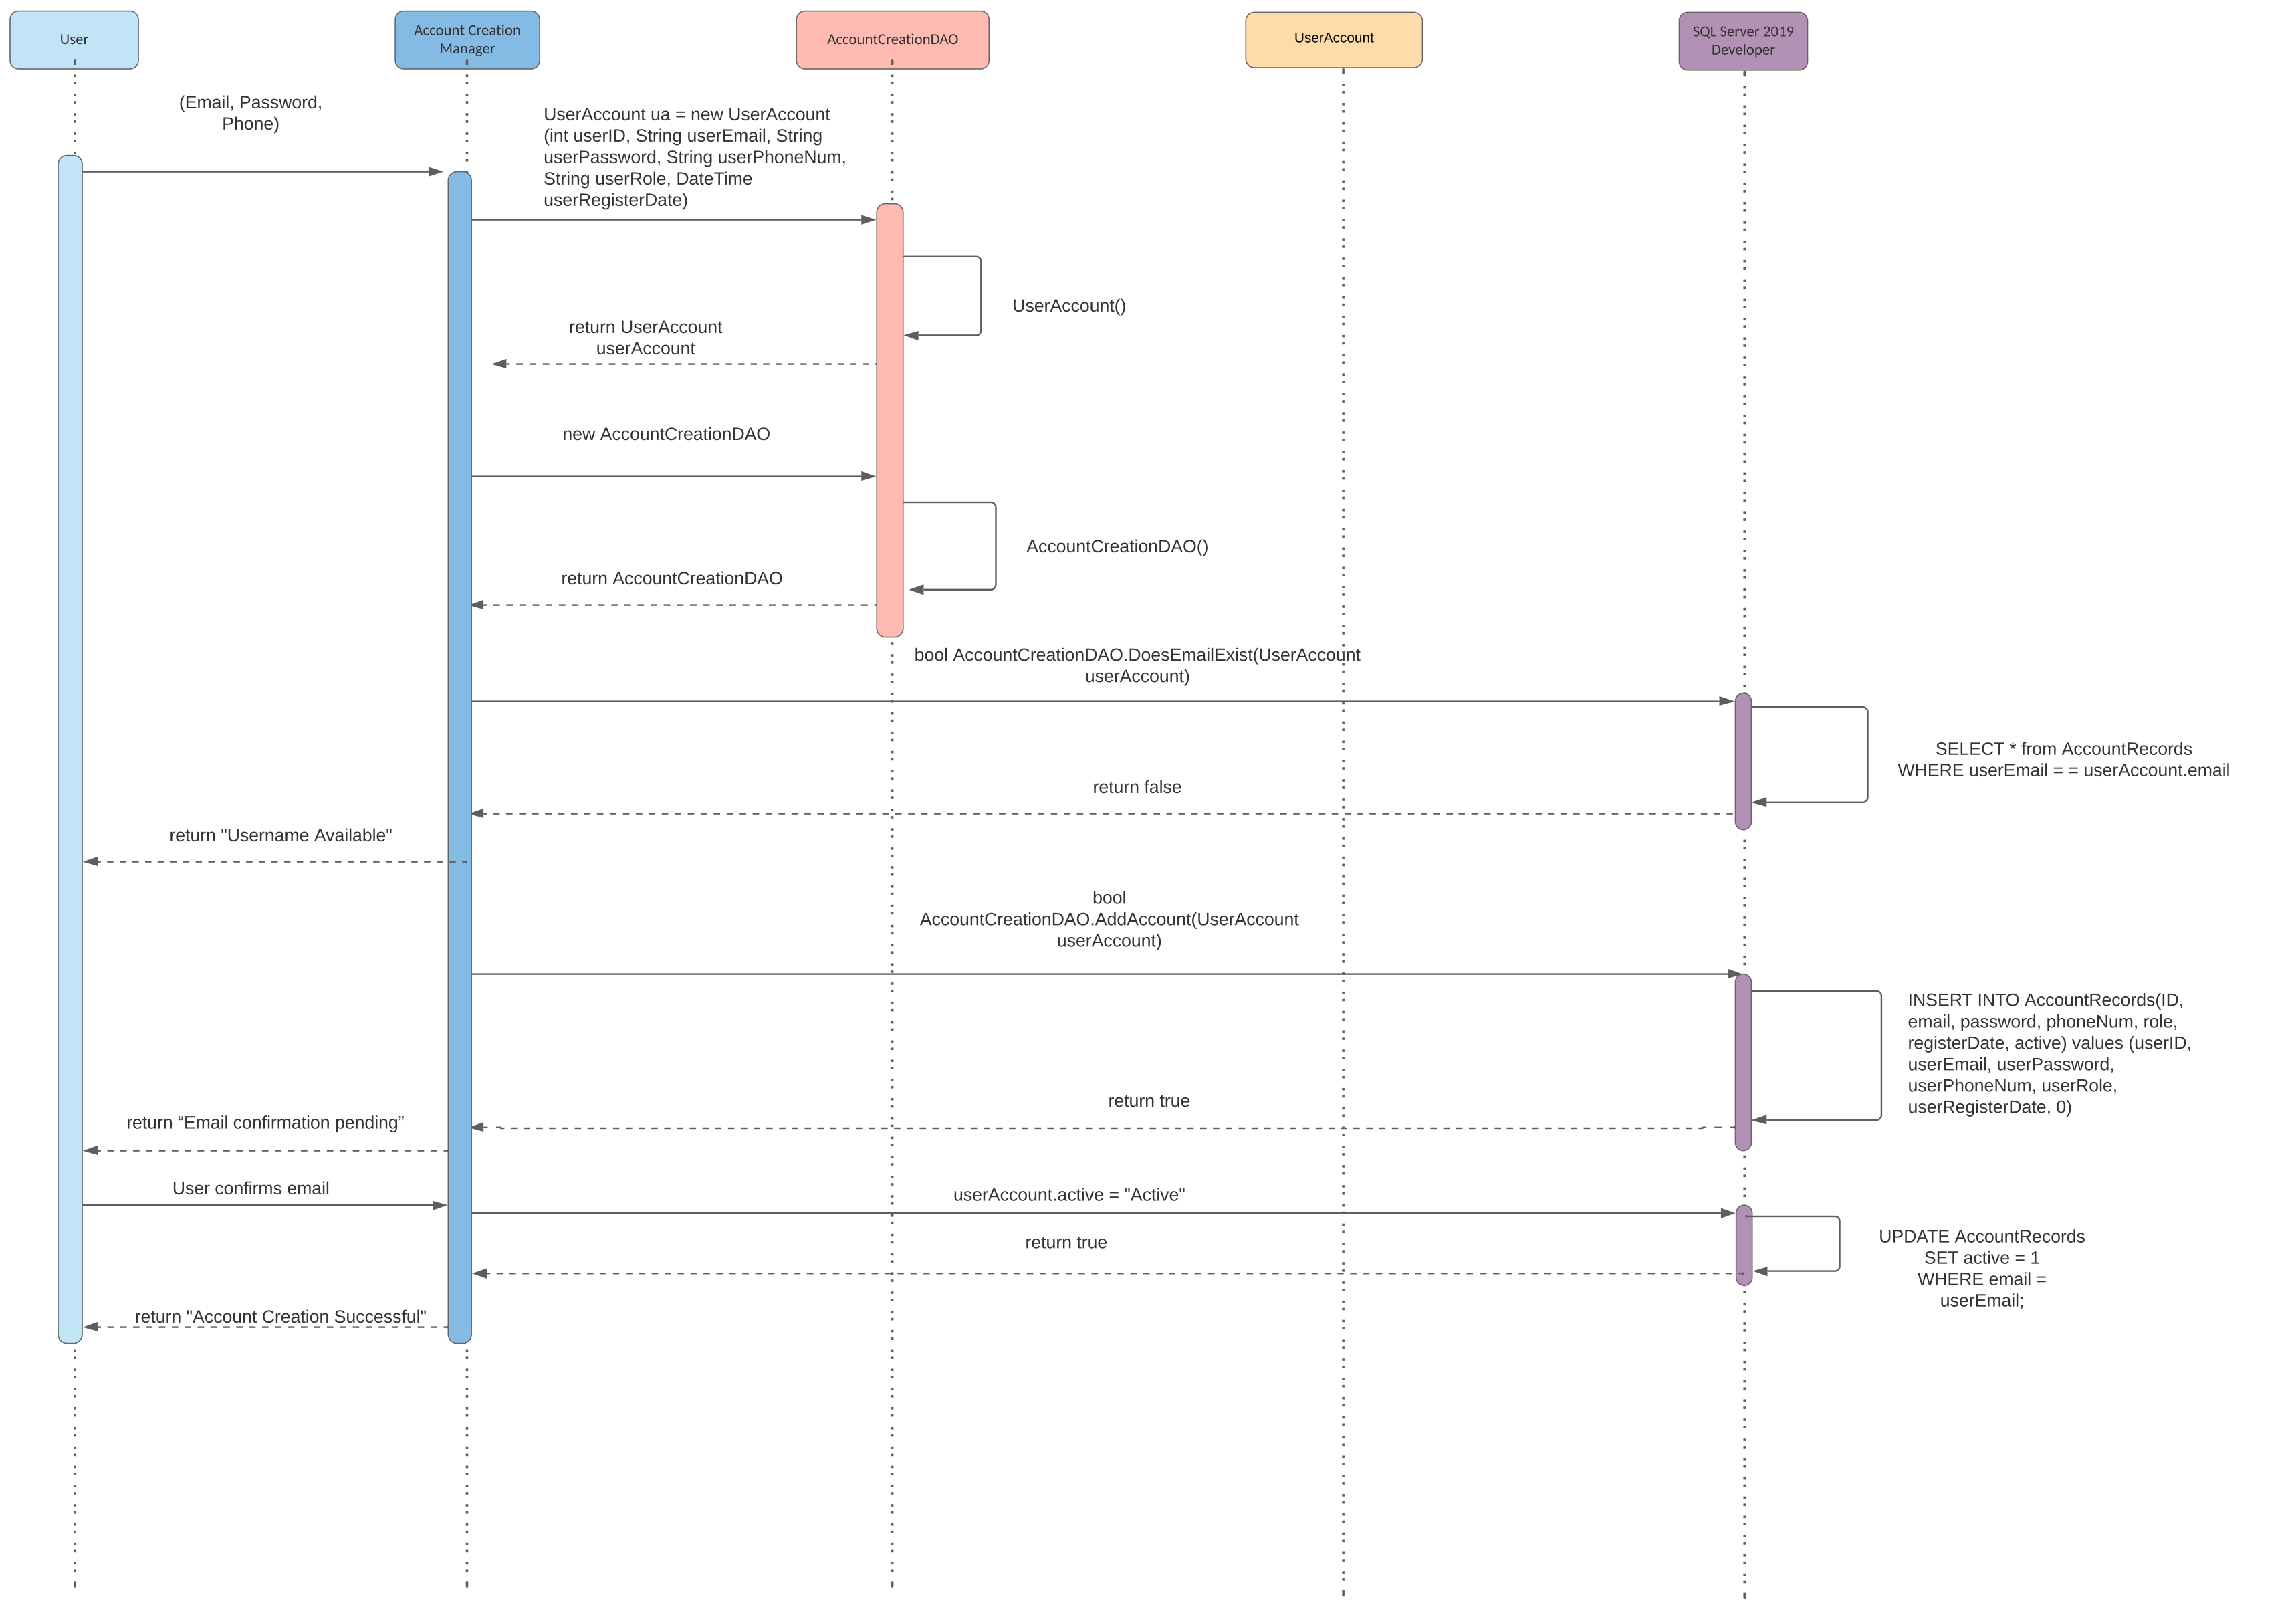 User
Account Creation
Manager
AccountCreationDAO
UserAccount
SQL Server 2019
Developer
(Email, Password,
Phone)
UserAccount ua = new UserAccount
(int userID, String userEmail, String
userPassword, String userPhoneNum,
String userRole, DateTime
userRegisterDate)
UserAccount()
return UserAccount
userAccount
new AccountCreationDAO
AccountCreationDAO()
return AccountCreationDAO
bool AccountCreationDAO.DoesEmailExist(UserAccount
userAccount)
SELECT * from AccountRecords
WHERE userEmail = = userAccount.email
return false
return "Username Available"
bool
AccountCreationDAO.AddAccount(UserAccount
userAccount)
INSERT INTO AccountRecords(ID,
email, password, phoneNum, role,
registerDate, active) values (userID,
userEmail, userPassword,
userPhoneNum, userRole,
userRegisterDate, 0)
return true
return “Email confirmation pending”
User confirms email
userAccount.active = "Active"
return true
UPDATE AccountRecords
SET active = 1
WHERE email =
userEmail;
return "Account Creation Successful"